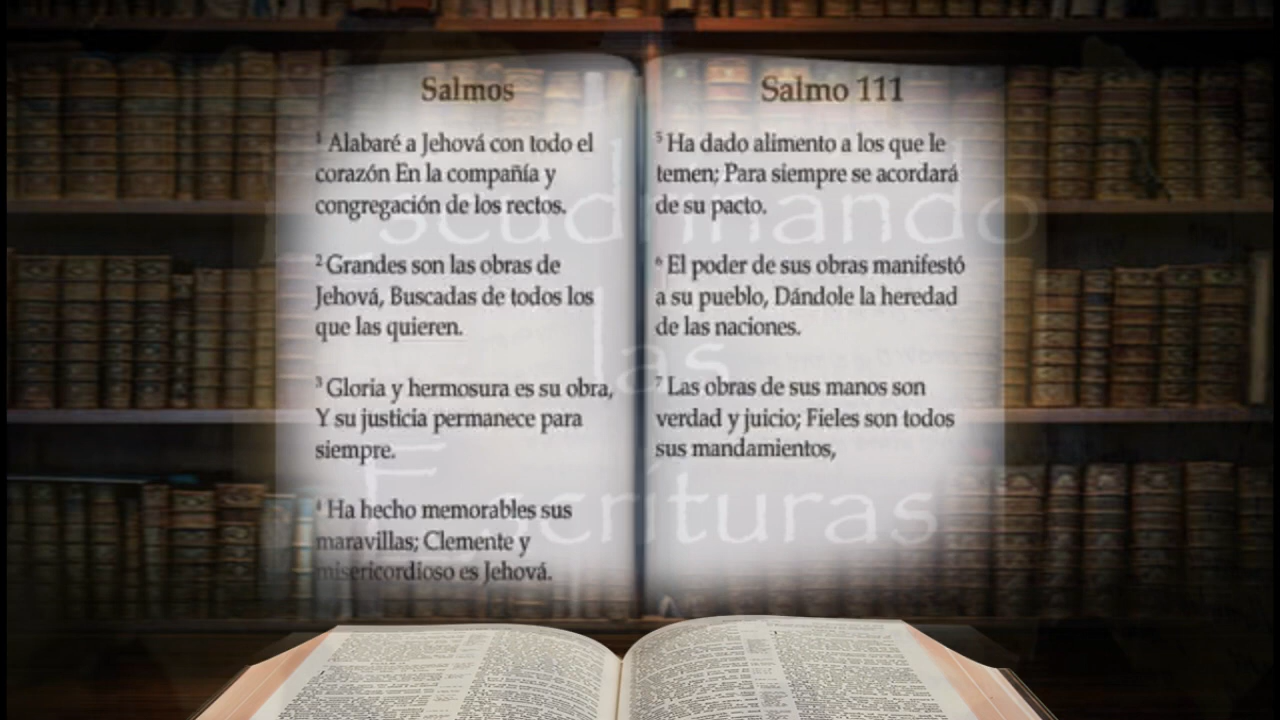 Salmos
¹ Alabaré a Jehová con todo el
corazón En la compañía y
congregación de los rectos.
² Grandes son las obras de
Jehová, Buscadas de todos los
que las quieren.
³ Gloria y hermosura es su obra,
Y su justicia permanece para
siempre.
⁴ Ha hecho memorables sus
maravillas; Clemente y
misericordioso es Jehová.
Salmo 111
⁵ Ha dado alimento a los que le
temen; Para siempre se acordará
de su pacto.
⁶ El poder de sus obras manifestó
a su pueblo, Dándole la heredad
de las naciones.
⁷ Las obras de sus manos son
verdad y juicio; Fieles son todos
sus mandamientos,
Escudriñando
las
Escrituras